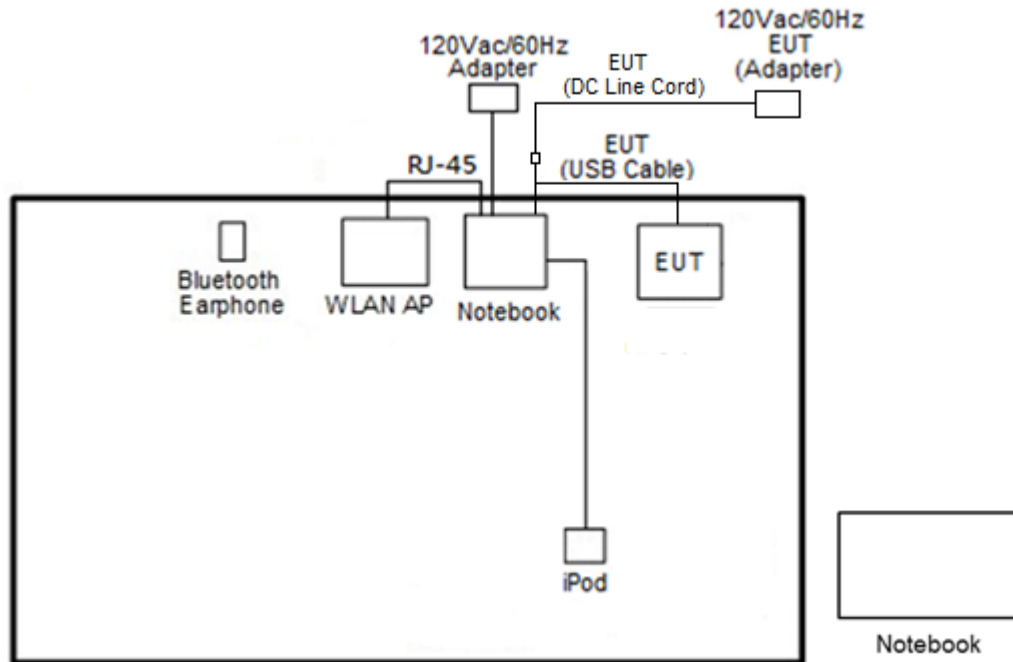 120Vac/60Hz
Adapter
EUT
(DC Line Cord)
120Vac/60Hz
EUT
(Adapter)
RJ-45
EUT
(USB Cable)
Bluetooth
Earphone
WLAN AP
Notebook
EUT
iPod
Notebook